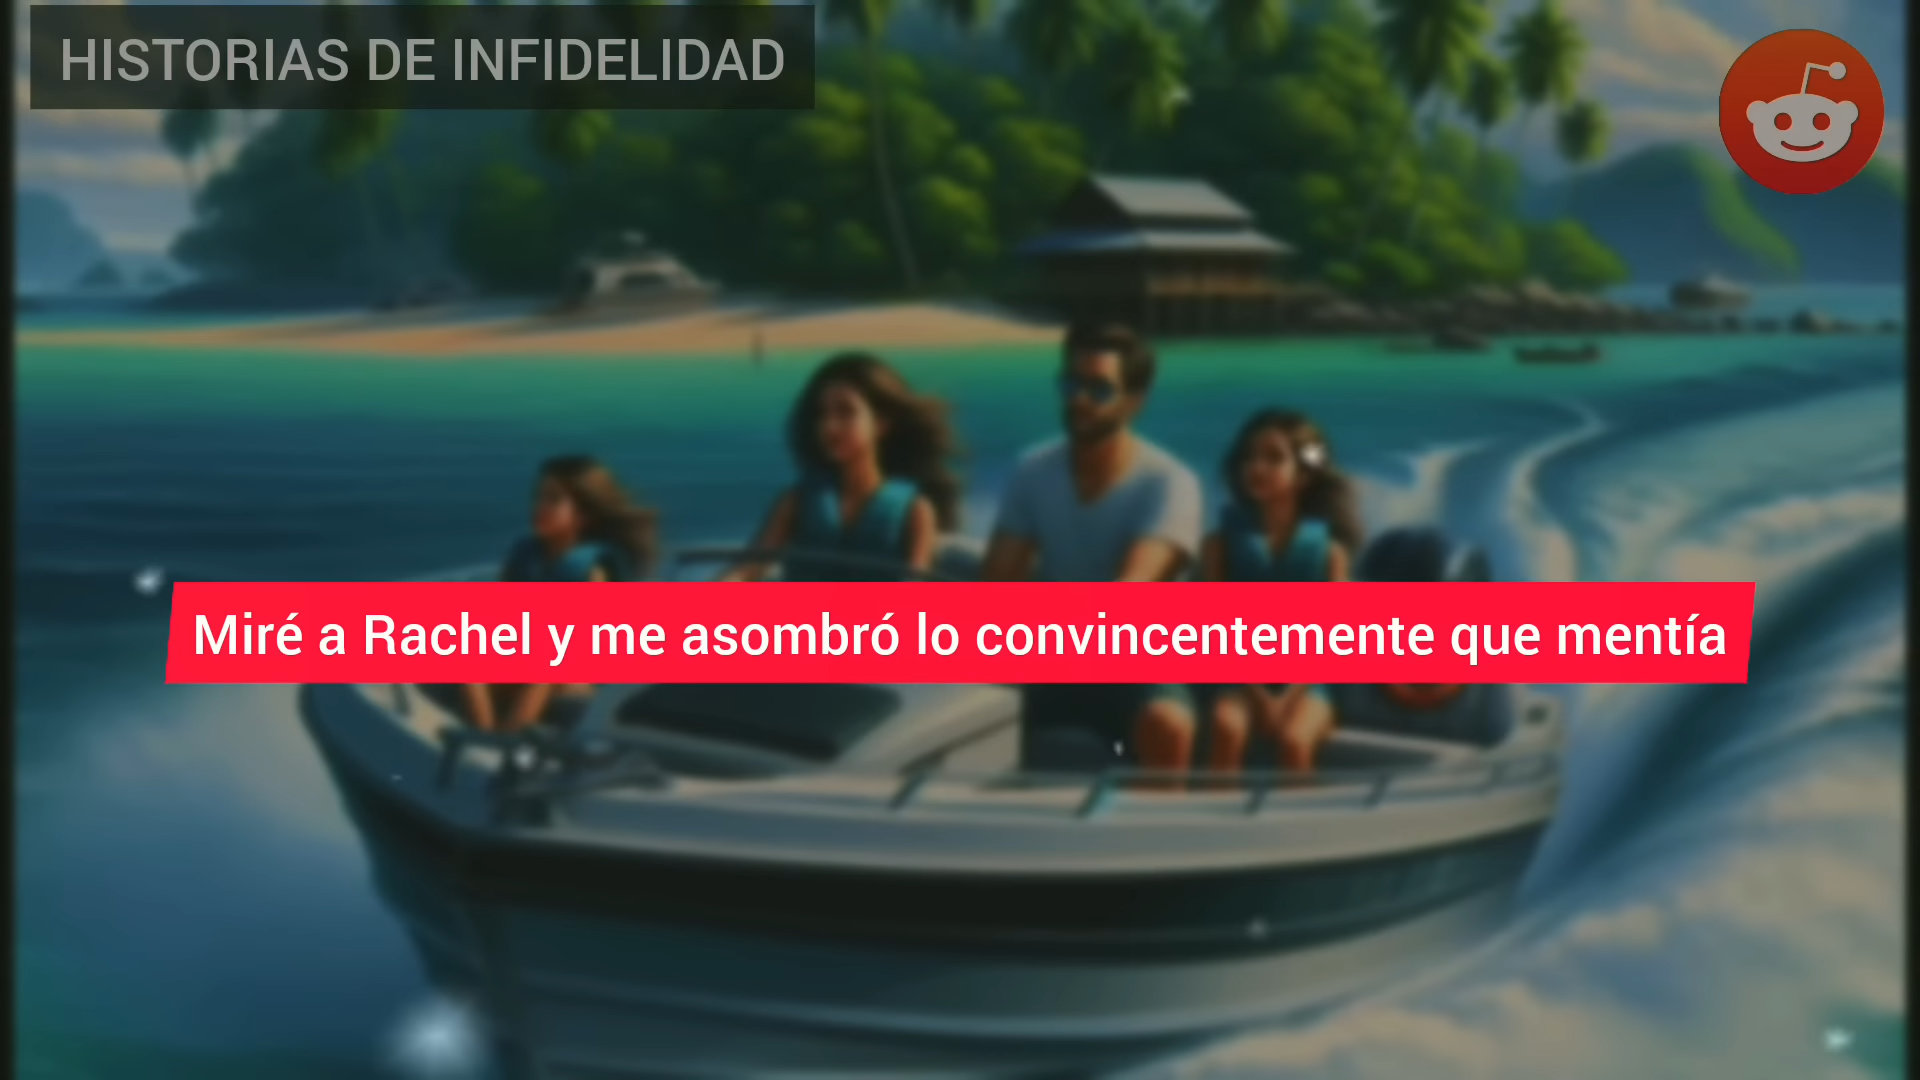 HISTORIAS DE INFIDELIDAD
Miré a Rachel y me asombró lo convincentemente que mentía